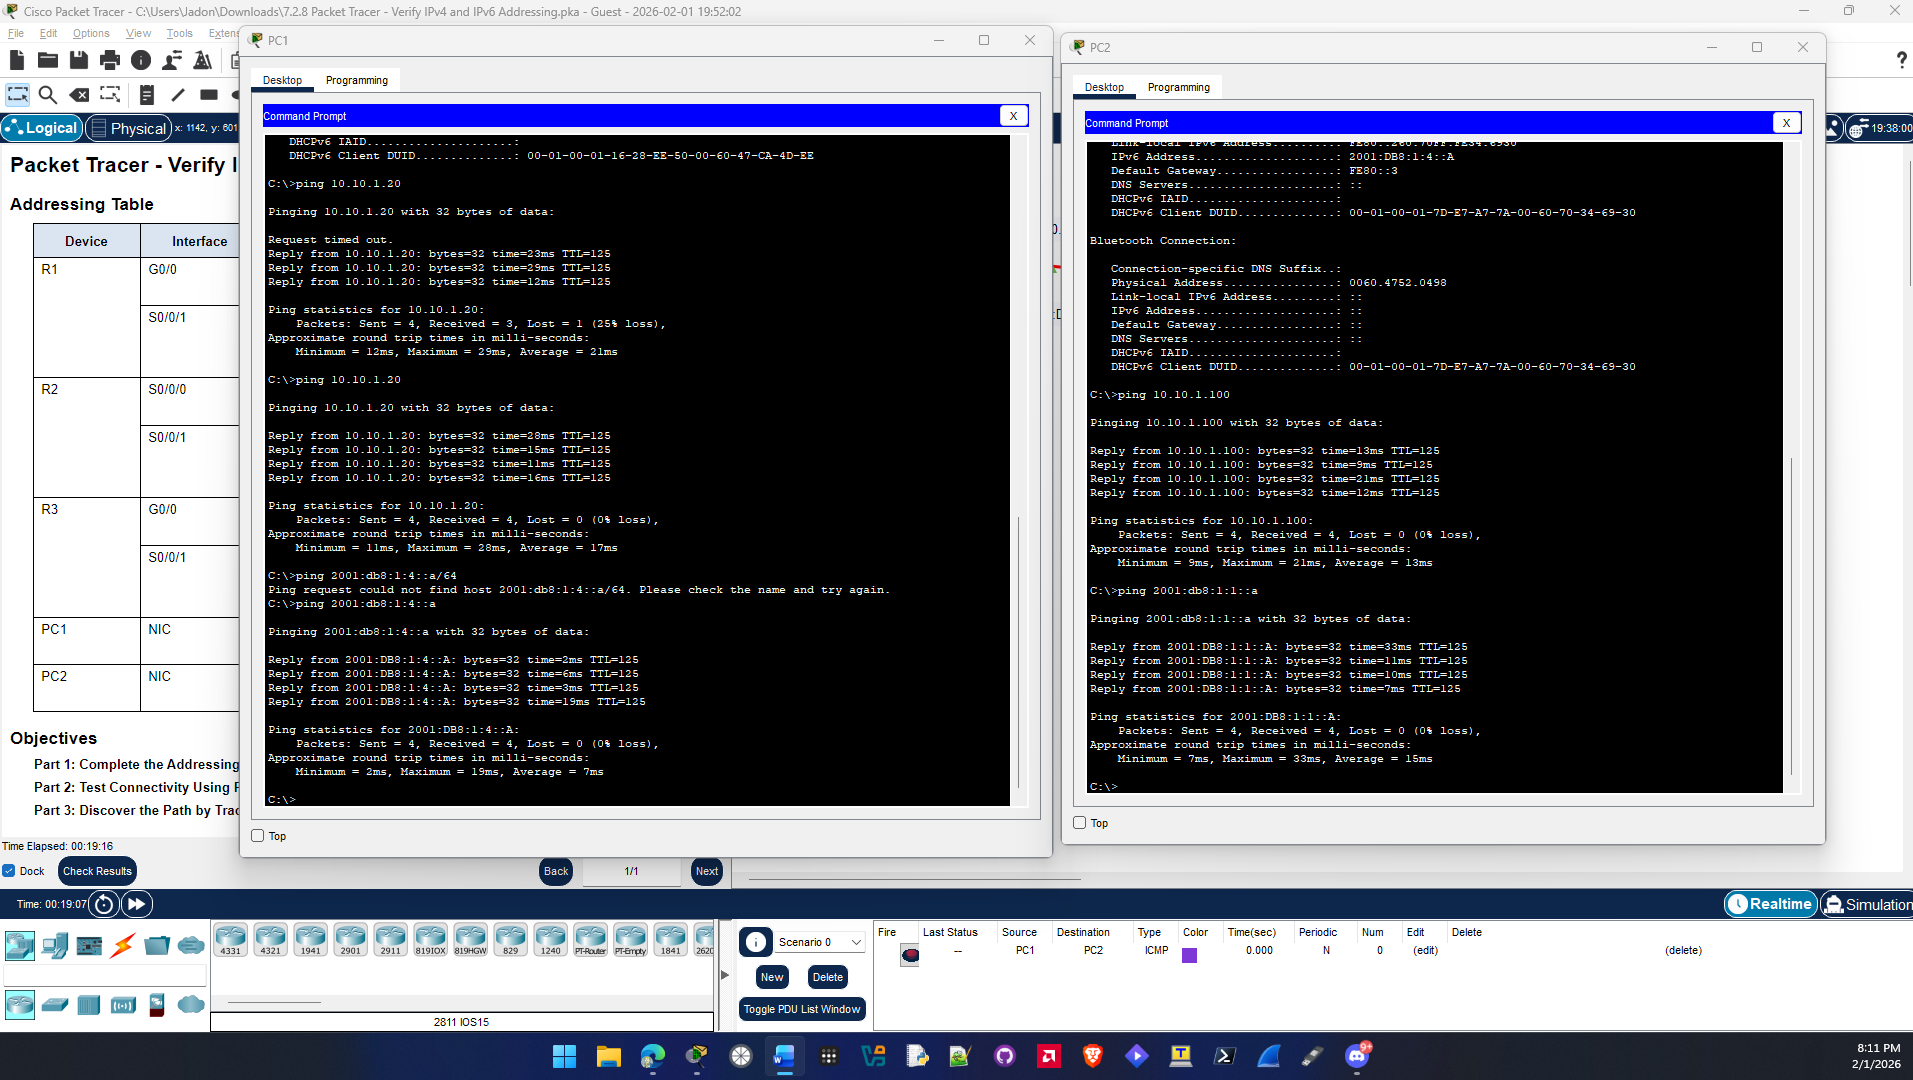 Cisco Packet Tracer - C:\Users\Jadon\Downloads\7.2.8 Packet Tracer - Verify IPv4 and IPv6 Addressing.pka - Guest - 2026-02-01 19:52:02
File Edit Options View Tools
Logical
Physical
x: 1142, y: 601
19:38:00
Packet Tracer - Verify I
Addressing Table
Device Interface
R1 G0/0
S0/0/1
R2 S0/0/0
S0/0/1
R3 G0/0
S0/0/1
PC1 NIC
PC2 NIC
Objectives
Part 1: Complete the Addressing
Part 2: Test Connectivity Using
Part 3: Discover the Path by
Time Elapsed: 00:19:16
Dock
Check Results
Back
1/1
Next
PC1
Desktop Programming
Command Prompt
X
DHCPv6 IAID.....................:
DHCPv6 Client DUID..............: 00-01-00-01-16-28-EE-50-00-60-47-CA-4D-EE
C:\>ping 10.10.1.20
Pinging 10.10.1.20 with 32 bytes of data:
Request timed out.
Reply from 10.10.1.20: bytes=32 time=23ms TTL=125
Reply from 10.10.1.20: bytes=32 time=29ms TTL=125
Reply from 10.10.1.20: bytes=32 time=12ms TTL=125
Ping statistics for 10.10.1.20:
Packets: Sent = 4, Received = 3, Lost = 1 (25% loss),
Approximate round trip times in milli-seconds:
Minimum = 12ms, Maximum = 29ms, Average = 21ms
C:\>ping 10.10.1.20
Pinging 10.10.1.20 with 32 bytes of data:
Reply from 10.10.1.20: bytes=32 time=28ms TTL=125
Reply from 10.10.1.20: bytes=32 time=15ms TTL=125
Reply from 10.10.1.20: bytes=32 time=11ms TTL=125
Reply from 10.10.1.20: bytes=32 time=16ms TTL=125
Ping statistics for 10.10.1.20:
Packets: Sent = 4, Received = 4, Lost = 0 (0% loss),
Approximate round trip times in milli-seconds:
Minimum = 11ms, Maximum = 28ms, Average = 17ms
C:\>ping 2001:db8:1:4::a/64
Ping request could not find host 2001:db8:1:4::a/64. Please check the name and try again.
C:\>ping 2001:db8:1:4::a
Pinging 2001:db8:1:4::a with 32 bytes of data:
Reply from 2001:DB8:1:4::A: bytes=32 time=2ms TTL=125
Reply from 2001:DB8:1:4::A: bytes=32 time=6ms TTL=125
Reply from 2001:DB8:1:4::A: bytes=32 time=3ms TTL=125
Reply from 2001:DB8:1:4::A: bytes=32 time=19ms TTL=125
Ping statistics for 2001:DB8:1:4::A:
Packets: Sent = 4, Received = 4, Lost = 0 (0% loss),
Approximate round trip times in milli-seconds:
Minimum = 2ms, Maximum = 19ms, Average = 7ms
C:\>
Top
PC2
Desktop Programming
Command Prompt
X
IPv6 Address....................: 2001:DB8:1:4::A
Default Gateway.................: FE80::3
DNS Servers.....................: ::
DHCPv6 IAID.....................:
DHCPv6 Client DUID..............: 00-01-00-01-7D-E7-A7-7A-00-60-70-34-69-30
Bluetooth Connection:
Connection-specific DNS Suffix..:
Physical Address................: 0060.4752.0498
Link-local IPv6 Address.........: ::
IPv6 Address....................: ::
Default Gateway.................: ::
DNS Servers.....................: ::
DHCPv6 IAID.....................:
DHCPv6 Client DUID..............: 00-01-00-01-7D-E7-A7-7A-00-60-70-34-69-30
C:\>ping 10.10.1.100
Pinging 10.10.1.100 with 32 bytes of data:
Reply from 10.10.1.100: bytes=32 time=13ms TTL=125
Reply from 10.10.1.100: bytes=32 time=9ms TTL=125
Reply from 10.10.1.100: bytes=32 time=21ms TTL=125
Reply from 10.10.1.100: bytes=32 time=12ms TTL=125
Ping statistics for 10.10.1.100:
Packets: Sent = 4, Received = 4, Lost = 0 (0% loss),
Approximate round trip times in milli-seconds:
Minimum = 9ms, Maximum = 21ms, Average = 13ms
C:\>ping 2001:db8:1:1::a
Pinging 2001:db8:1:1::a with 32 bytes of data:
Reply from 2001:DB8:1:1::A: bytes=32 time=33ms TTL=125
Reply from 2001:DB8:1:1::A: bytes=32 time=11ms TTL=125
Reply from 2001:DB8:1:1::A: bytes=32 time=10ms TTL=125
Reply from 2001:DB8:1:1::A: bytes=32 time=7ms TTL=125
Ping statistics for 2001:DB8:1:1::A:
Packets: Sent = 4, Received = 4, Lost = 0 (0% loss),
Approximate round trip times in milli-seconds:
Minimum = 7ms, Maximum = 33ms, Average = 15ms
C:\>
Top
Time: 00:19:07
Realtime
Simulation
4331 4321 1941 2901 2911 819IOX 819HGW 829 1240 PT-Router PT-Empty 1841 2620
2811 IOS15
Scenario 0
New
Delete
Toggle PDU List Window
Fire Last Status Source Destination Type Color Time(sec) Periodic Num Edit Delete
-- PC1 PC2 ICMP 0.000 N 0 (edit) (delete)
9+
8:11 PM
2/1/2026